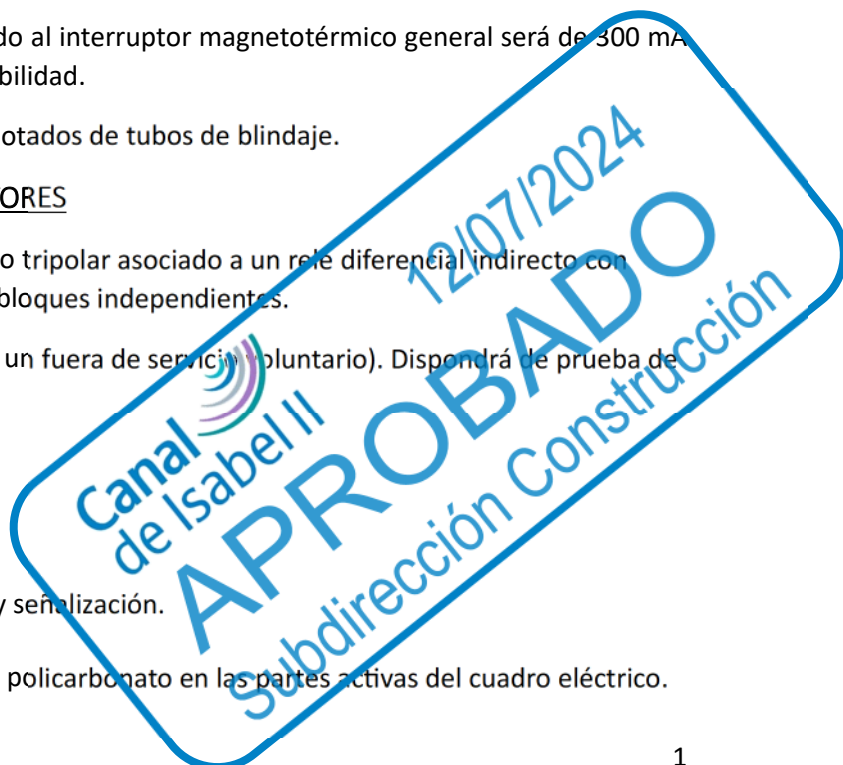 do al interruptor magnetotérmico general será de 300 mA
bilidad.
otados de tubos de blindaje.
ORES
o tripolar asociado a un relé diferencial indirecto con
bloques independientes.
un fuera de servicio voluntario). Dispondrá de prueba de
y señalización.
policarbonato en las partes activas del cuadro eléctrico.
1
12/07/2024
Canal
de Isabel II
APROBADO
Subdirección Construcción